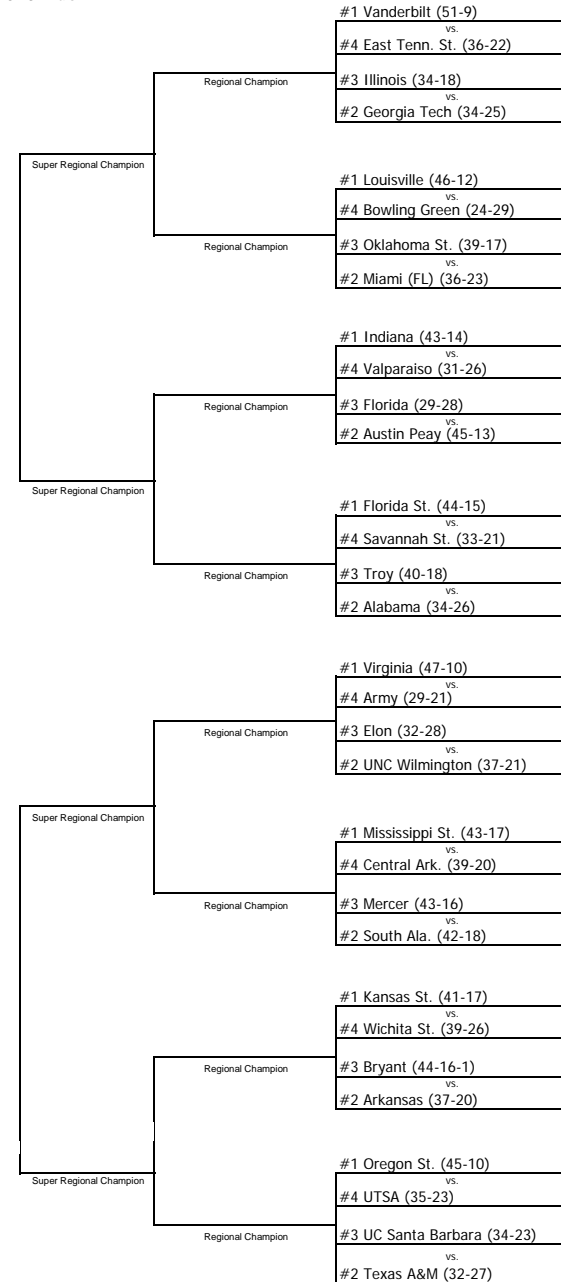 #1 Vanderbilt (51-9)
vs.
#4 East Tenn. St. (36-22)
Regional Champion
#3 Illinois (34-18)
vs.
#2 Georgia Tech (34-25)
Super Regional Champion
#1 Louisville (46-12)
vs.
#4 Bowling Green (24-29)
Regional Champion
#3 Oklahoma St. (39-17)
vs.
#2 Miami (FL) (36-23)
#1 Indiana (43-14)
vs.
#4 Valparaiso (31-26)
Regional Champion
#3 Florida (29-28)
vs.
#2 Austin Peay (45-13)
Super Regional Champion
#1 Florida St. (44-15)
vs.
#4 Savannah St. (33-21)
Regional Champion
#3 Troy (40-18)
vs.
#2 Alabama (34-26)
#1 Virginia (47-10)
vs.
#4 Army (29-21)
Regional Champion
#3 Elon (32-28)
vs.
#2 UNC Wilmington (37-21)
Super Regional Champion
#1 Mississippi St. (43-17)
vs.
#4 Central Ark. (39-20)
Regional Champion
#3 Mercer (43-16)
vs.
#2 South Ala. (42-18)
#1 Kansas St. (41-17)
vs.
#4 Wichita St. (39-26)
Regional Champion
#3 Bryant (44-16-1)
vs.
#2 Arkansas (37-20)
Super Regional Champion
#1 Oregon St. (45-10)
vs.
#4 UTSA (35-23)
Regional Champion
#3 UC Santa Barbara (34-23)
vs.
#2 Texas A&M (32-27)